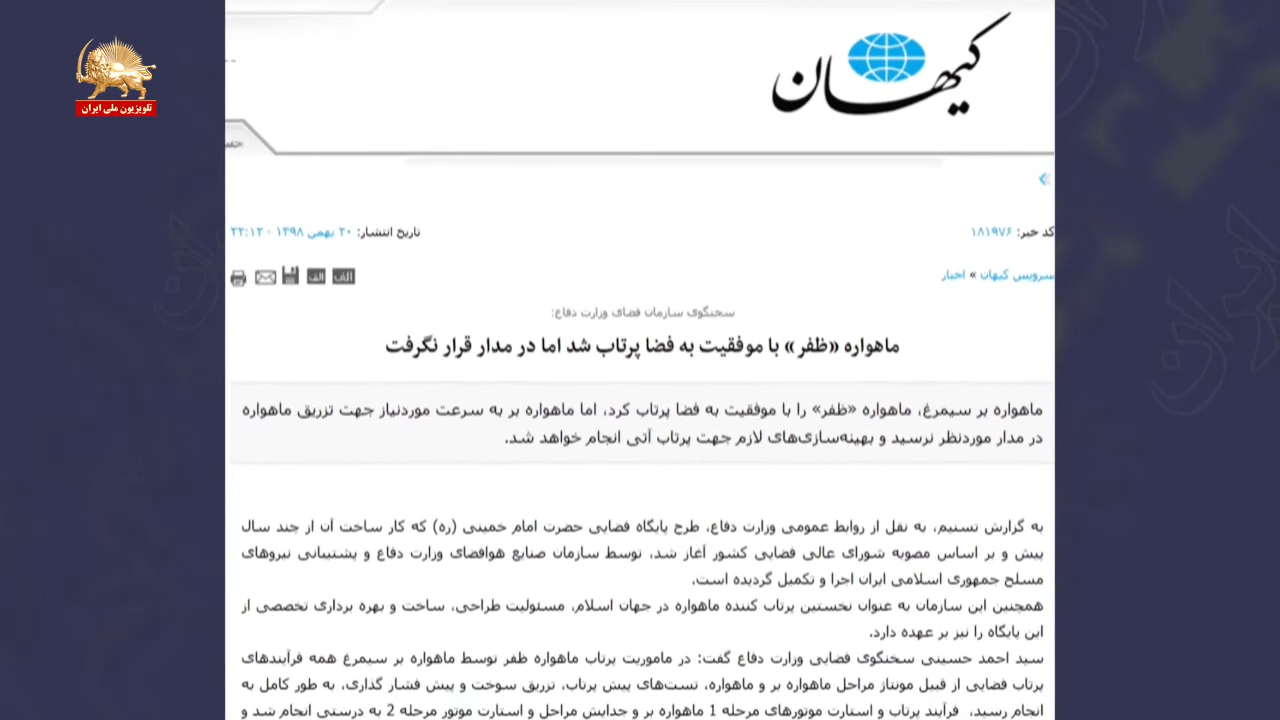 تلویزیون ملی ایران
کیهان
کد خبر: ۱۸۱۹۷۶
تاریخ انتشار: ۲۰ بهمن ۱۳۹۸ - ۲۲:۱۲
سرویس کیهان » اخبار
الف الف
سخنگوی سازمان فضای وزارت دفاع:
ماهواره «ظفر» با موفقیت به فضا پرتاب شد اما در مدار قرار نگرفت
ماهواره بر سیمرغ، ماهواره «ظفر» را با موفقیت به فضا پرتاب کرد، اما ماهواره بر به سرعت موردنیاز جهت تزریق ماهواره
در مدار موردنظر نرسید و بهینه‌سازی‌های لازم جهت پرتاب آتی انجام خواهد شد.
به گزارش تسنیم، به نقل از روابط عمومی وزارت دفاع، طرح پایگاه فضایی حضرت امام خمینی (ره) که کار ساخت آن از چند سال
پیش و بر اساس مصوبه شورای عالی فضایی کشور آغاز شد، توسط سازمان صنایع هوافضای وزارت دفاع و پشتیبانی نیروهای
مسلح جمهوری اسلامی ایران اجرا و تکمیل گردیده است.
همچنین این سازمان به عنوان نخستین پرتاب کننده ماهواره در جهان اسلام، مسئولیت طراحی، ساخت و بهره برداری تخصصی از
این پایگاه را نیز بر عهده دارد.
سید احمد حسینی سخنگوی فضایی وزارت دفاع گفت: در ماموریت پرتاب ماهواره ظفر توسط ماهواره بر سیمرغ همه فرآیندهای
پرتاب فضایی از قبیل مونتاژ مراحل ماهواره بر و ماهواره، تست‌های پیش پرتاب، تزریق سوخت و پیش فشار گذاری، به طور کامل به
انجام رسید، فرآیند پرتاب و استارت موتورهای مرحله 1 ماهواره بر و جدایش مراحل و استارت موتور مرحله 2 به درستی انجام شد و